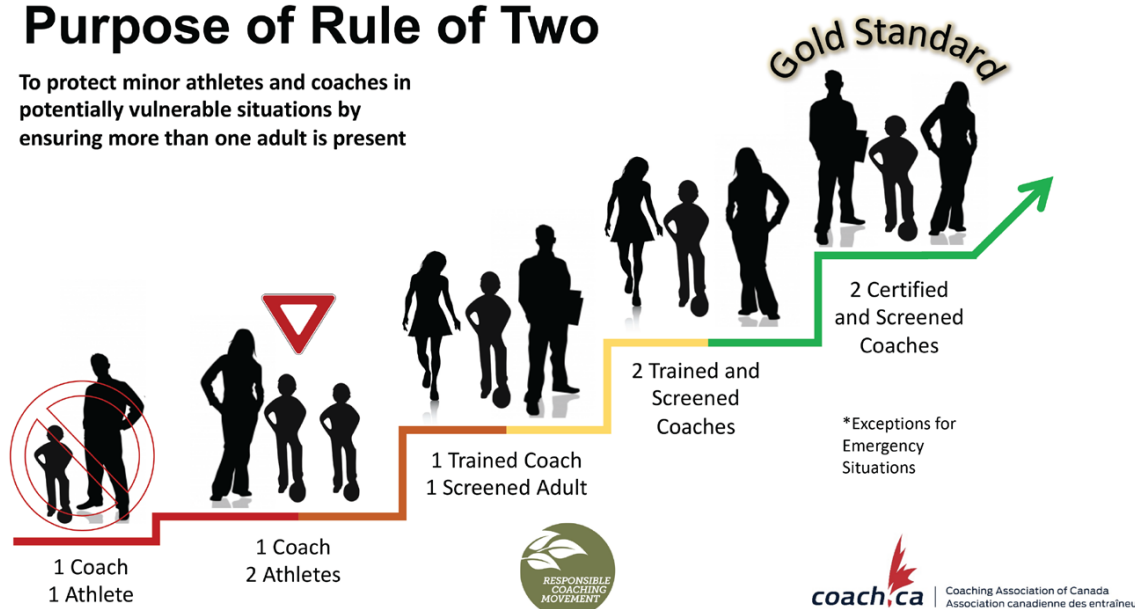 Purpose of Rule of Two
To protect minor athletes and coaches in
potentially vulnerable situations by
ensuring more than one adult is present
Gold Standard
2 Certified
and Screened
Coaches
2 Trained and
Screened
Coaches
*Exceptions for
Emergency
Situations
1 Trained Coach
1 Screened Adult
1 Coach
2 Athletes
1 Coach
1 Athlete
RESPONSIBLE
COACHING
MOVEMENT
coach.ca
Coaching Association of Canada
Association canadienne des